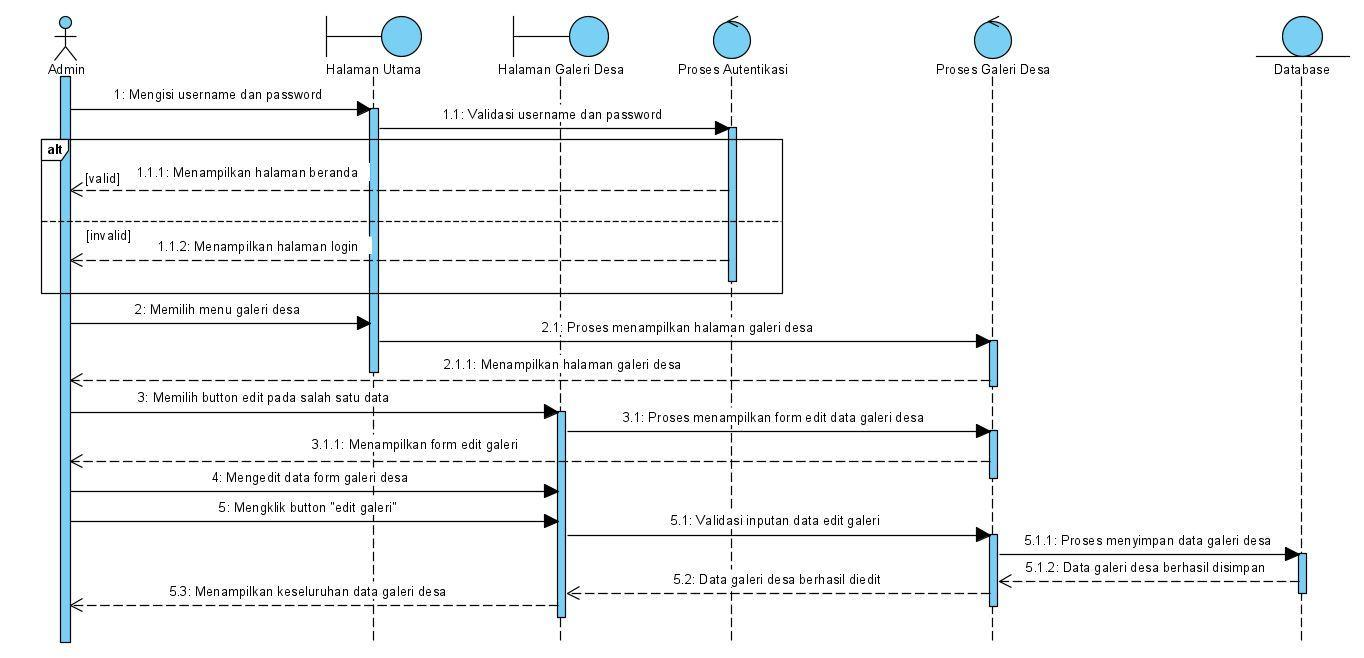 Admin
Halaman Utama
Halaman Galeri Desa
Proses Autentikasi
Proses Galeri Desa
Database
1: Mengisi username dan password
1.1: Validasi username dan password
alt
[valid]
1.1.1: Menampilkan halaman beranda
[invalid]
1.1.2: Menampilkan halaman login
2: Memilih menu galeri desa
2.1: Proses menampilkan halaman galeri desa
2.1.1: Menampilkan halaman galeri desa
3: Memilih button edit pada salah satu data
3.1: Proses menampilkan form edit data galeri desa
3.1.1: Menampilkan form edit galeri
4: Mengedit data form galeri desa
5: Mengklik button "edit galeri"
5.1: Validasi inputan data edit galeri
5.1.1: Proses menyimpan data galeri desa
5.1.2: Data galeri desa berhasil disimpan
5.2: Data galeri desa berhasil diedit
5.3: Menampilkan keseluruhan data galeri desa